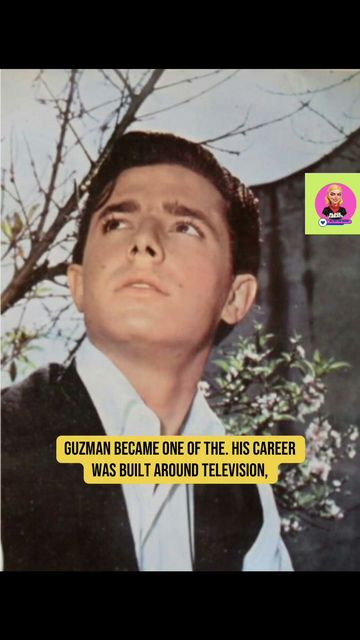 GUZMAN BECAME ONE OF THE. HIS CAREER
WAS BUILT AROUND TELEVISION,